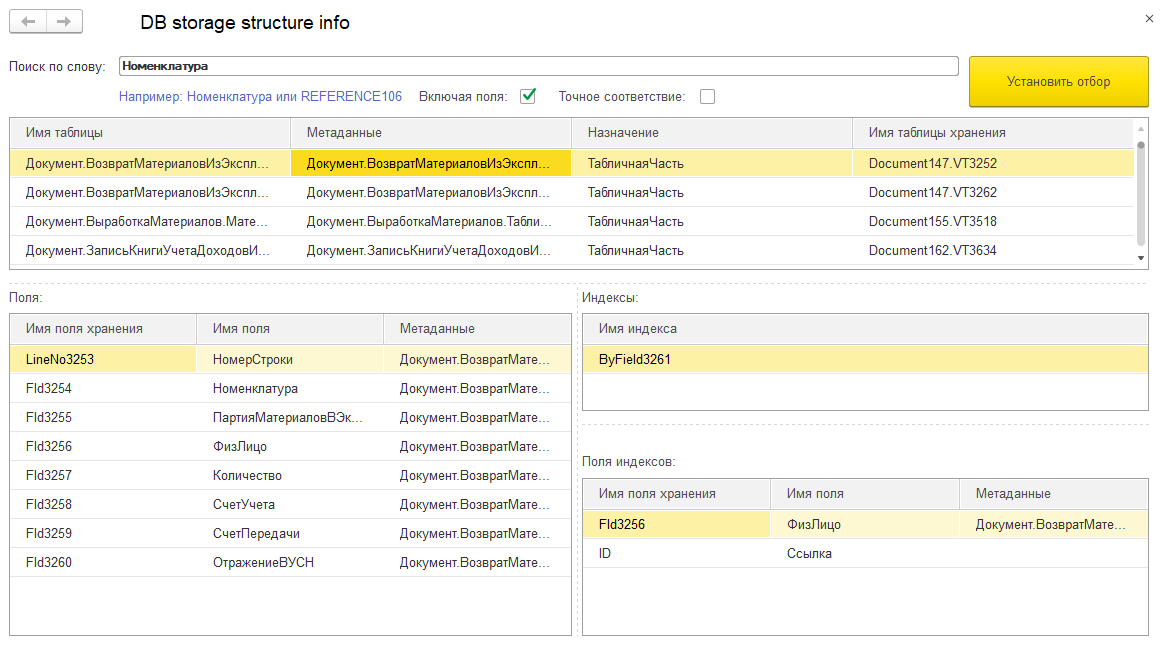 DB storage structure info
Поиск по слову: Номенклатура
Установить отбор
Например: Номенклатура или REFERENCE106 Включая поля: Точное соответствие:
Имя таблицы Метаданные Назначение Имя таблицы хранения
Документ.ВозвратМатериаловИзЭкспл... Документ.ВозвратМатериаловИзЭкспл... ТабличнаяЧасть Document147.VT3252
Документ.ВозвратМатериаловИзЭкспл... Документ.ВозвратМатериаловИзЭкспл... ТабличнаяЧасть Document147.VT3262
Документ.ВыработкаМатериалов.Мате... Документ.ВыработкаМатериалов.Табли... ТабличнаяЧасть Document155.VT3518
Документ.ЗаписьКнигиУчетаДоходовИ... Документ.ЗаписьКнигиУчетаДоходовИ... ТабличнаяЧасть Document162.VT3634
Поля:
Имя поля хранения Имя поля Метаданные
LineNo3253 НомерСтроки Документ.ВозвратМате...
Fld3254 Номенклатура Документ.ВозвратМате...
Fld3255 ПартияМатериаловВЭк... Документ.ВозвратМате...
Fld3256 ФизЛицо Документ.ВозвратМате...
Fld3257 Количество Документ.ВозвратМате...
Fld3258 СчетУчета Документ.ВозвратМате...
Fld3259 СчетПередачи Документ.ВозвратМате...
Fld3260 ОтражениеВУСН Документ.ВозвратМате...
Индексы:
Имя индекса
ByField3261
Поля индексов:
Имя поля хранения Имя поля Метаданные
Fld3256 ФизЛицо Документ.ВозвратМате...
ID Ссылка